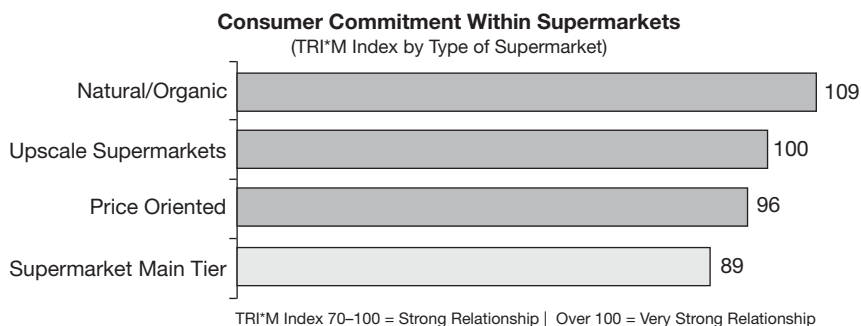 Consumer Commitment Within Supermarkets
(TRI*M Index by Type of Supermarket)
Natural/Organic 109
Upscale Supermarkets 100
Price Oriented 96
Supermarket Main Tier 89
TRI*M Index 70–100 = Strong Relationship | Over 100 = Very Strong Relationship